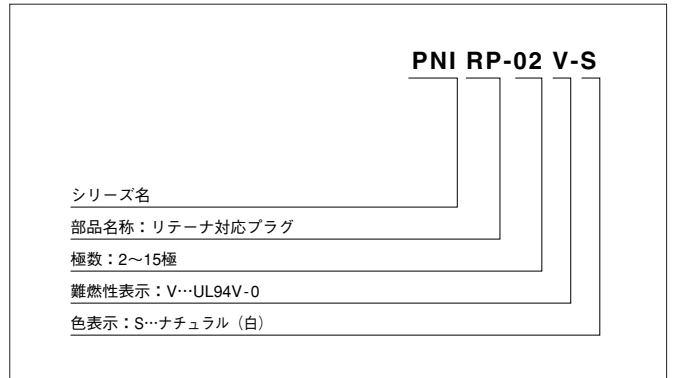 PNI RP-02 V-S
シリーズ名
部品名称：リテーナ対応プラグ
極数：2〜15極
難燃性表示：V…UL94V-0
色表示：S…ナチュラル（白）